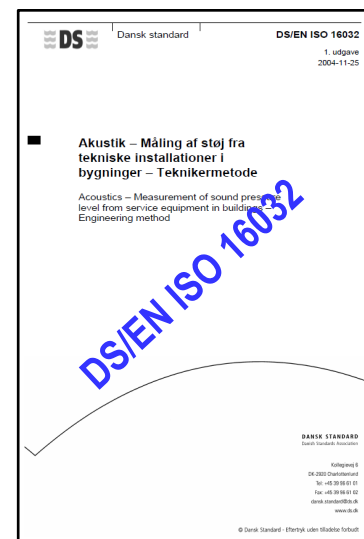 DS
Dansk standard
DS/EN ISO 16032
1. udgave
2004-11-25
Akustik – Måling af støj fra
tekniske installationer i
bygninger – Teknikermetode
Acoustics – Measurement of sound pressure
level from service equipment in buildings –
Engineering method
DS/EN ISO 16032
DANSK STANDARD
Danish Standards Association
Kollegievej 6
DK-2920 Charlottenlund
Tel: +45 39 96 61 01
Fax: +45 39 96 61 02
dansk.standard@ds.dk
www.ds.dk
© Dansk Standard - Eftertryk uden tilladelse forbudt